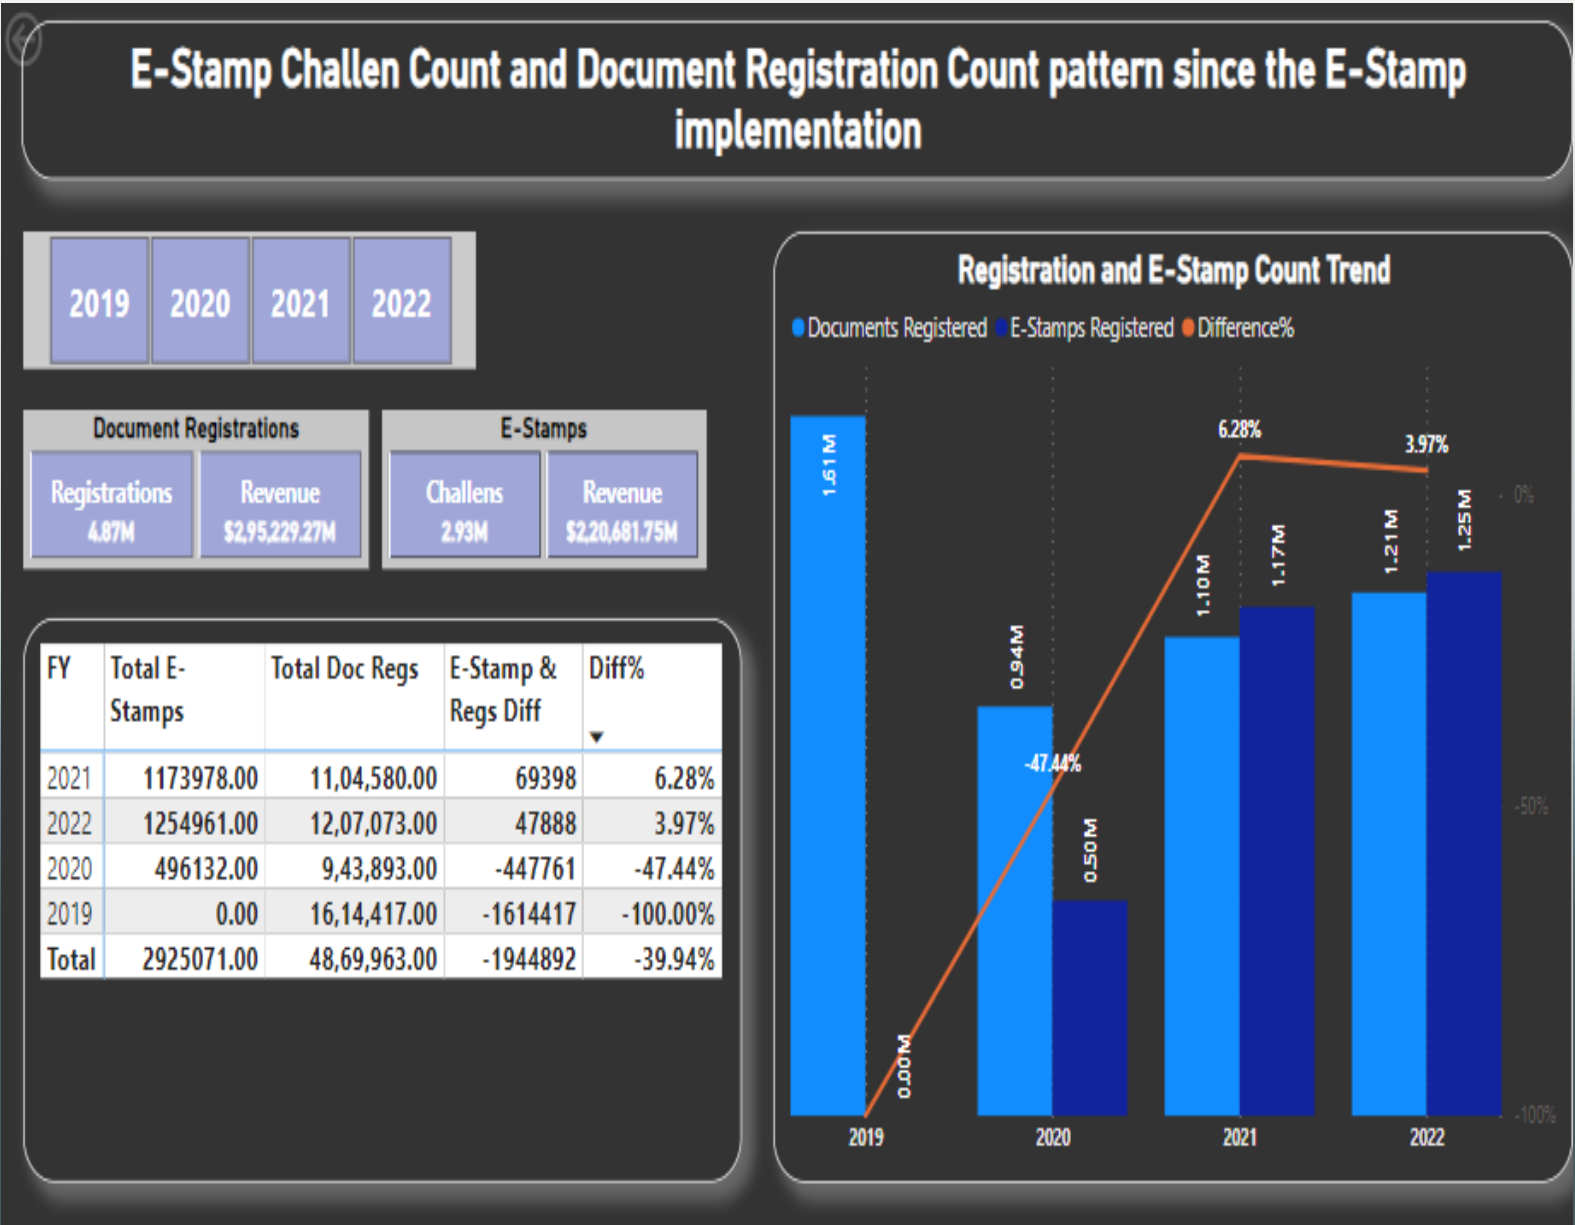 E-Stamp Challen Count and Document Registration Count pattern since the E-Stamp
implementation
2019 2020 2021 2022
Document Registrations
Registrations
4.87M
Revenue
$2,95,229.27M
E-Stamps
Challens
2.93M
Revenue
$2,20,681.75M
FY Total E- Total Doc Regs E-Stamp & Diff%
Stamps Regs Diff
2021 1173978.00 11,04,580.00 69398 6.28%
2022 1254961.00 12,07,073.00 47888 3.97%
2020 496132.00 9,43,893.00 -447761 -47.44%
2019 0.00 16,14,417.00 -1614417 -100.00%
Total 2925071.00 48,69,963.00 -1944892 -39.94%
Registration and E-Stamp Count Trend
Documents Registered E-Stamps Registered Difference%
1.61M
0.00M
0.94M
-47.44%
0.50M
1.10M
6.28%
1.17M
1.21M
3.97%
1.25M
0%
-50%
-100%
2019 2020 2021 2022